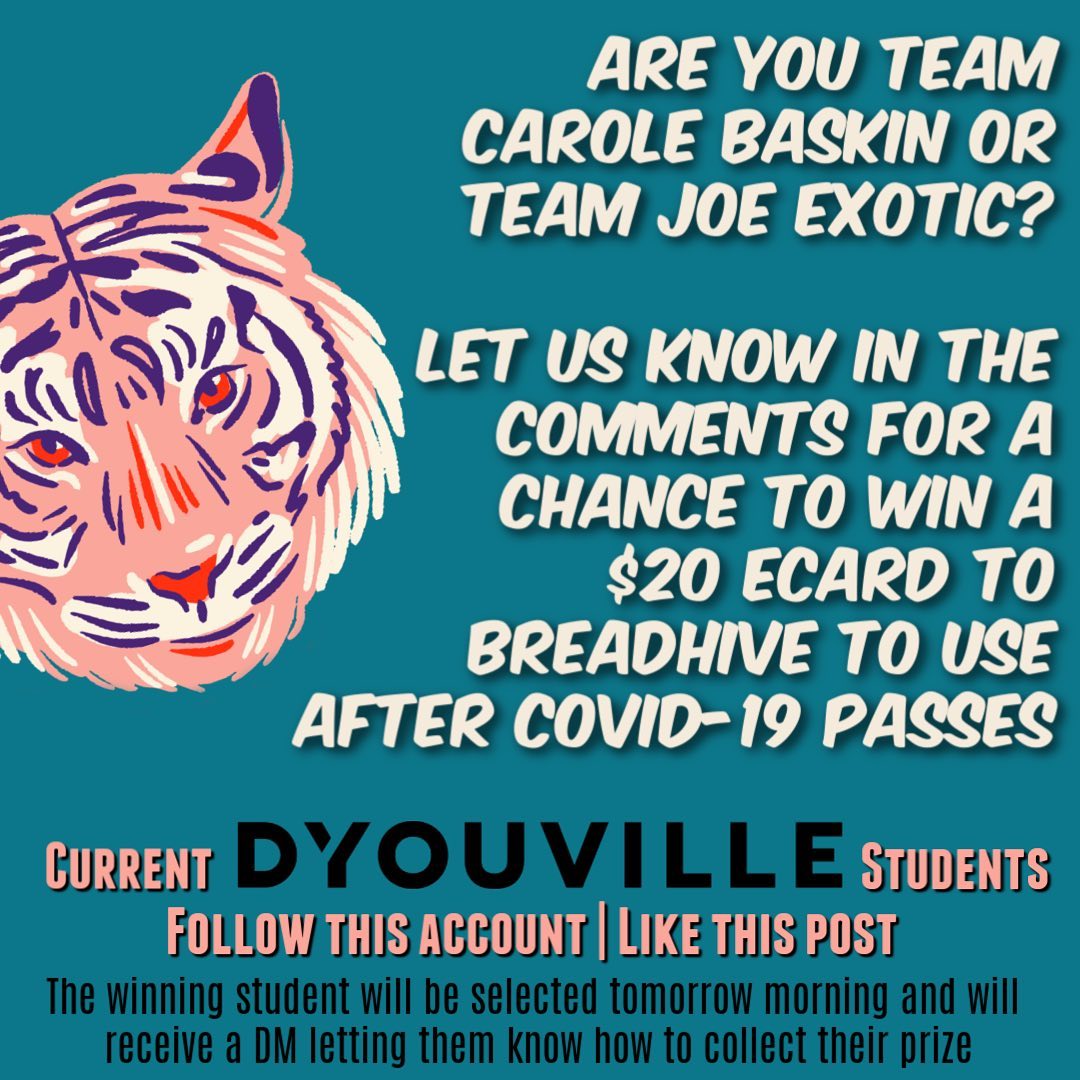 ARE YOU TEAM
CAROLE BASKIN OR
TEAM JOE EXOTIC?
LET US KNOW IN THE
COMMENTS FOR A
CHANCE TO WIN A
$20 ECARD TO
BREADHIVE TO USE
AFTER COVID-19 PASSES
CURRENT DYOUVILLE STUDENTS
FOLLOW THIS ACCOUNT | LIKE THIS POST
The winning student will be selected tomorrow morning and will
receive a DM letting them know how to collect their prize